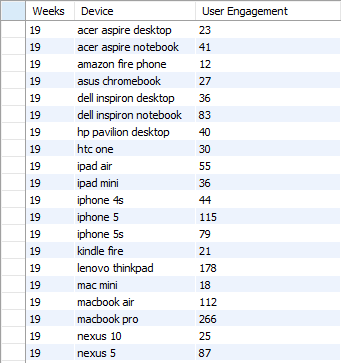 Weeks Device User Engagement
19 acer aspire desktop 23
19 acer aspire notebook 41
19 amazon fire phone 12
19 asus chromebook 27
19 dell inspiron desktop 36
19 dell inspiron notebook 83
19 hp pavilion desktop 40
19 htc one 30
19 ipad air 55
19 ipad mini 36
19 iphone 4s 44
19 iphone 5 115
19 iphone 5s 79
19 kindle fire 21
19 lenovo thinkpad 178
19 mac mini 18
19 macbook air 112
19 macbook pro 266
19 nexus 10 25
19 nexus 5 87